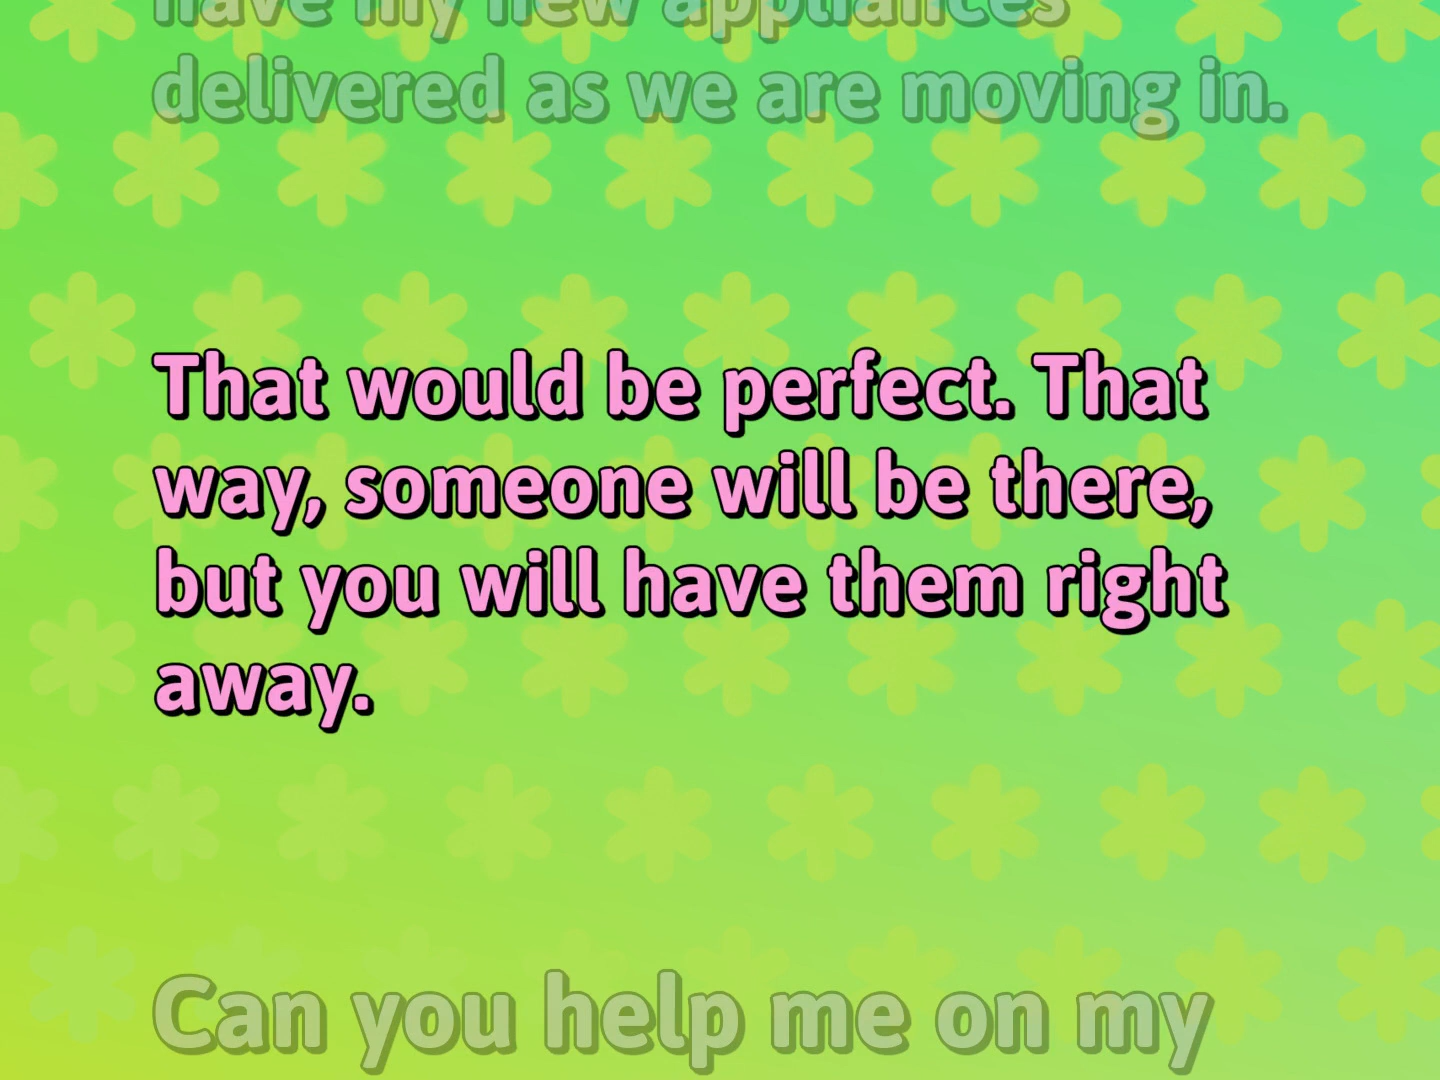 have my new appliances
delivered as we are moving in.
That would be perfect. That
way, someone will be there,
but you will have them right
away.
Can you help me on my